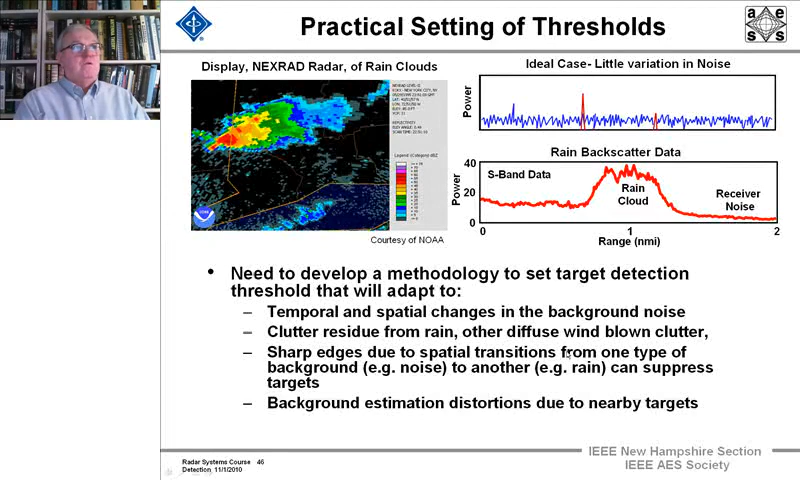 Practical Setting of Thresholds
a e
s s
Display, NEXRAD Radar, of Rain Clouds
Courtesy of NOAA
Ideal Case- Little variation in Noise
Power
Rain Backscatter Data
Power
40
20
0
S-Band Data
Rain
Cloud
Receiver
Noise
0
1
2
Range (nmi)
• Need to develop a methodology to set target detection
threshold that will adapt to:
– Temporal and spatial changes in the background noise
– Clutter residue from rain, other diffuse wind blown clutter,
– Sharp edges due to spatial transitions from one type of
background (e.g. noise) to another (e.g. rain) can suppress
targets
– Background estimation distortions due to nearby targets
Radar Systems Course 46
Detection 11/1/2010
IEEE New Hampshire Section
IEEE AES Society